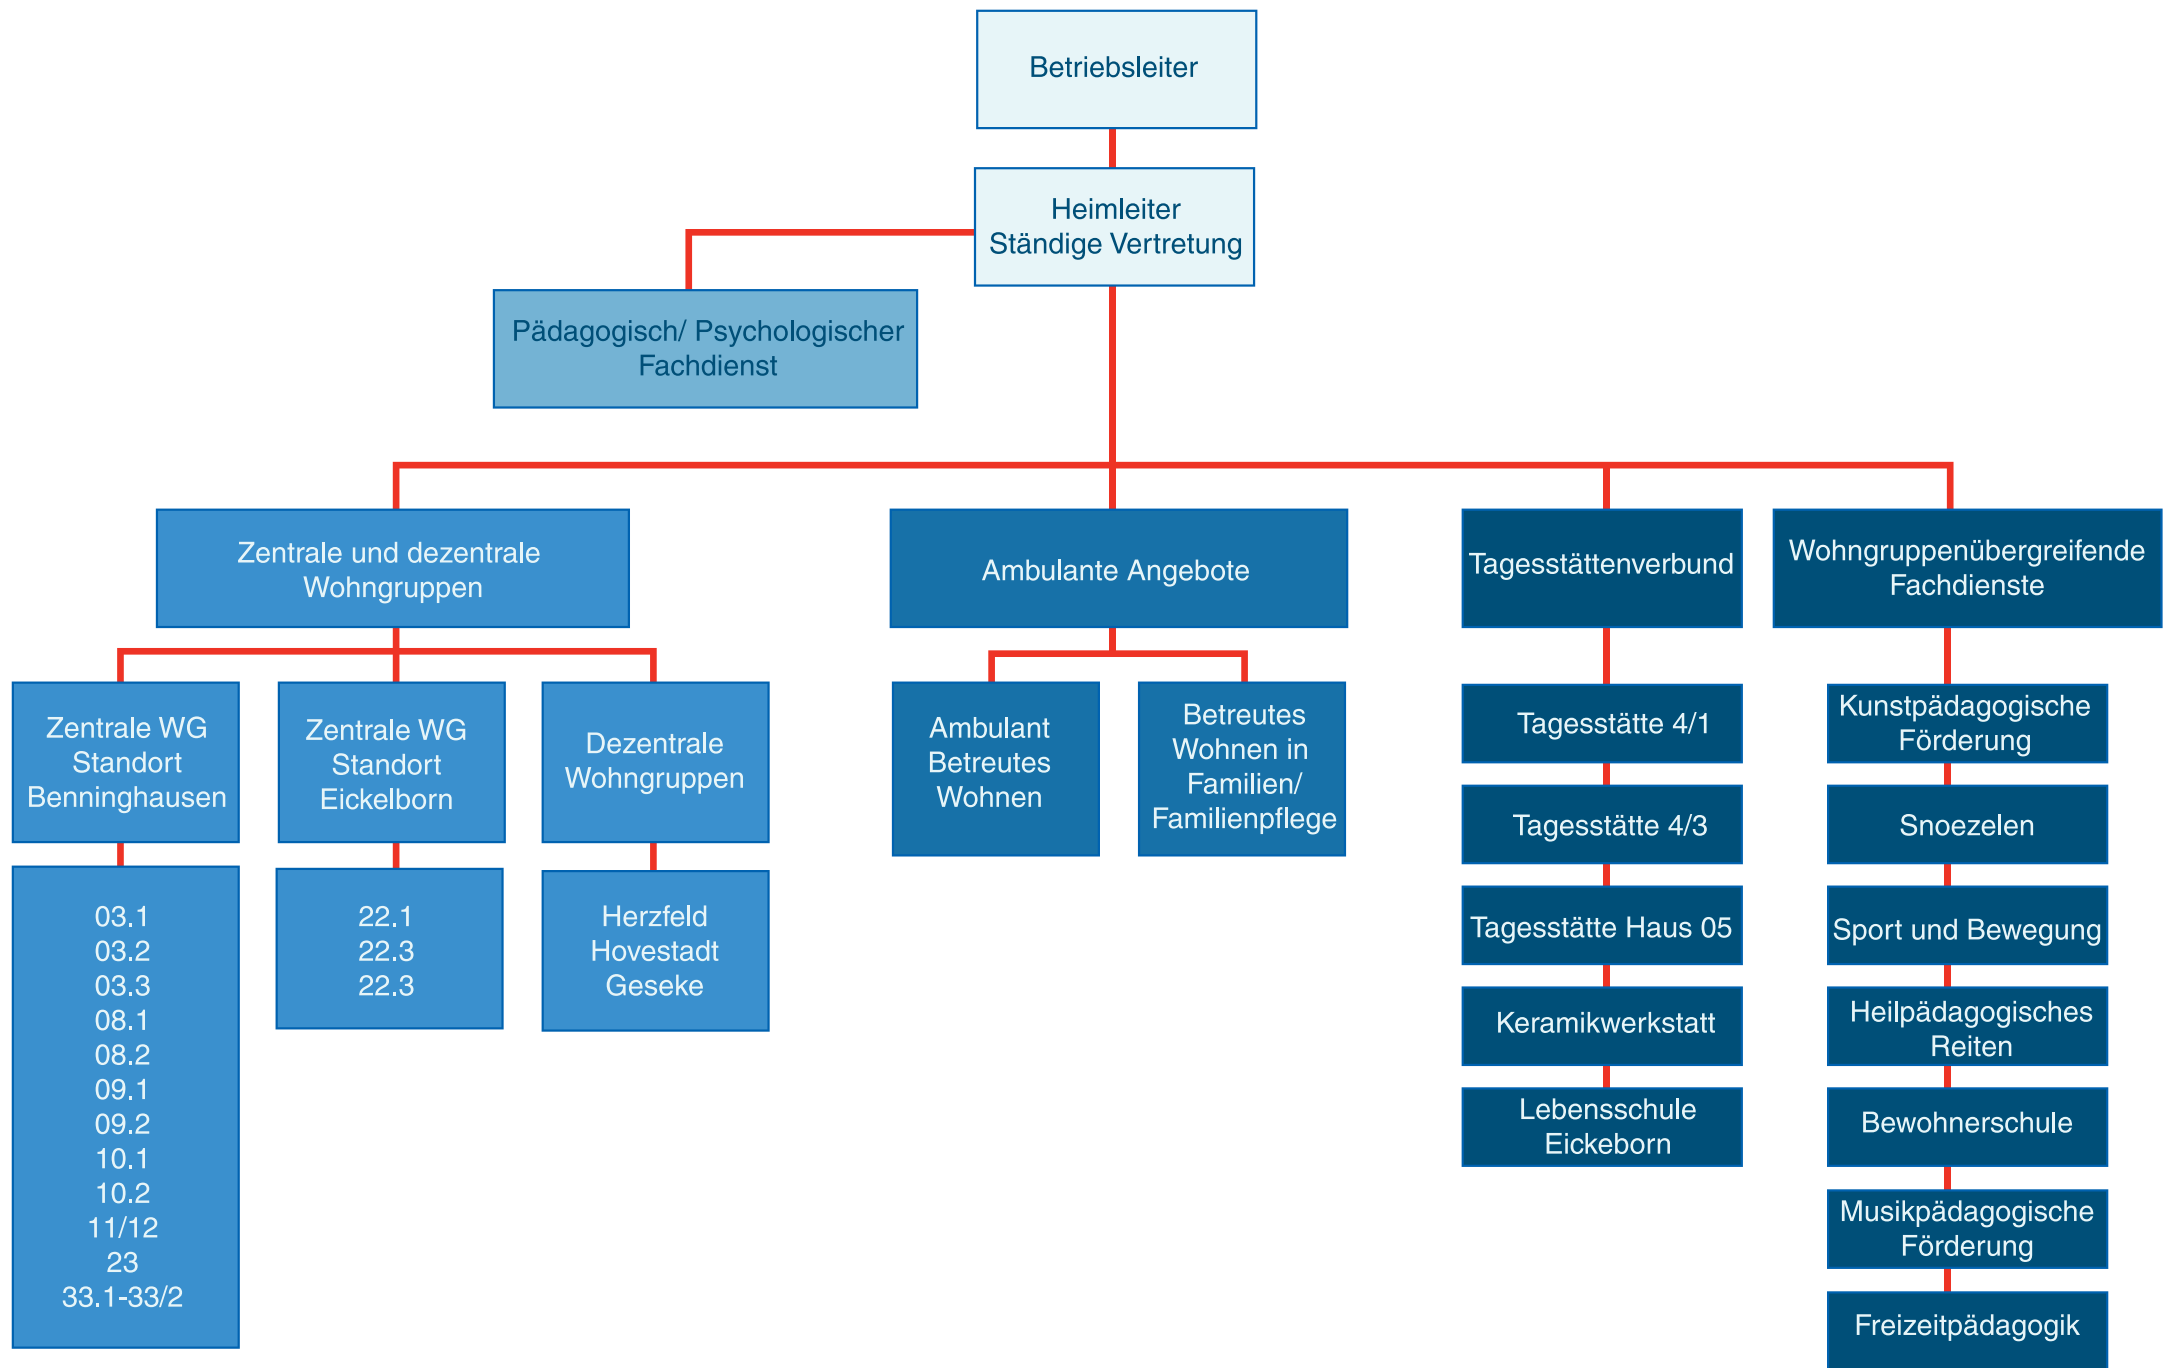 Betriebsleiter
Heimleiter
Ständige Vertretung
Pädagogisch/ Psychologischer
Fachdienst
Zentrale und dezentrale
Wohngruppen
Ambulante Angebote
Tagesstättenverbund
Wohngruppenübergreifende
Fachdienste
Zentrale WG
Standort
Benninghausen
Zentrale WG
Standort
Eickelborn
Dezentrale
Wohngruppen
Ambulant
Betreutes
Wohnen
Betreutes
Wohnen in
Familien/
Familienpflege
03.1
03.2
03.3
08.1
08.2
09.1
09.2
10.1
10.2
11/12
23
33.1-33/2
22.1
22.3
22.3
Herzfeld
Hovestadt
Geseke
Tagesstätte 4/1
Tagesstätte 4/3
Tagesstätte Haus 05
Keramikwerkstatt
Lebensschule
Eickeborn
Kunstpädagogische
Förderung
Snoezelen
Sport und Bewegung
Heilpädagogisches
Reiten
Bewohnerschule
Musikpädagogische
Förderung
Freizeitpädagogik